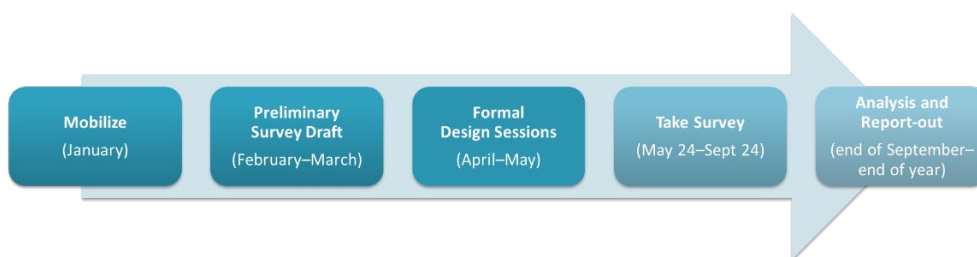 Mobilize
(January)
Preliminary
Survey Draft
(February–March)
Formal
Design Sessions
(April–May)
Take Survey
(May 24–Sept 24)
Analysis and
Report-out
(end of September–
end of year)